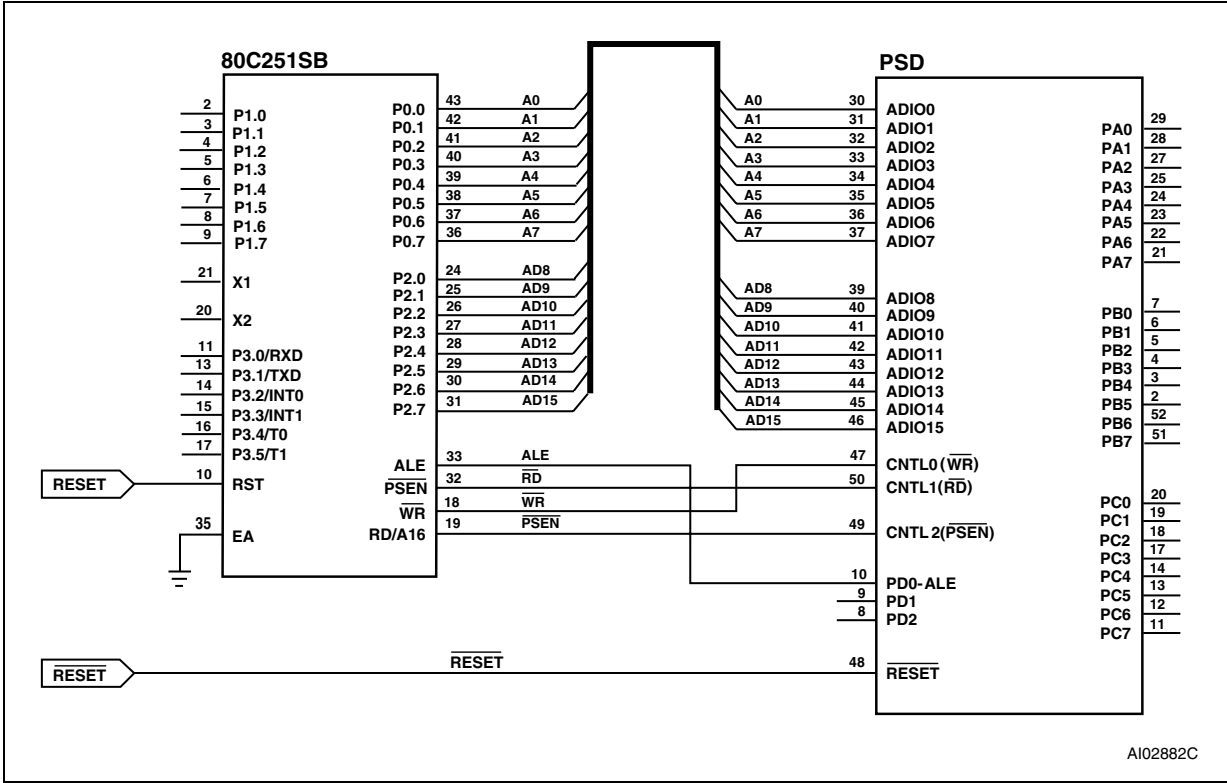 80C251SB
2 P1.0
3 P1.1
4 P1.2
5 P1.3
6 P1.4
7 P1.5
8 P1.6
9 P1.7
21 X1
20 X2
11 P3.0/RXD
13 P3.1/TXD
14 P3.2/INT0
15 P3.3/INT1
16 P3.4/T0
17 P3.5/T1
RESET 10 RST
35 EA
P0.0 43 A0
P0.1 42 A1
P0.2 41 A2
P0.3 40 A3
P0.4 39 A4
P0.5 38 A5
P0.6 37 A6
P0.7 36 A7
P2.0 24 AD8
P2.1 25 AD9
P2.2 26 AD10
P2.3 27 AD11
P2.4 28 AD12
P2.5 29 AD13
P2.6 30 AD14
P2.7 31 AD15
ALE 33 ALE
PSEN 32 RD
WR 18 WR
RD/A16 19 PSEN
PSD
A0 30 ADIO0
A1 31 ADIO1
A2 32 ADIO2
A3 33 ADIO3
A4 34 ADIO4
A5 35 ADIO5
A6 36 ADIO6
A7 37 ADIO7
AD8 39 ADIO8
AD9 40 ADIO9
AD10 41 ADIO10
AD11 42 ADIO11
AD12 43 ADIO12
AD13 44 ADIO13
AD14 45 ADIO14
AD15 46 ADIO15
47 CNTL0(WR)
50 CNTL1(RD)
49 CNTL2(PSEN)
10 PD0-ALE
9 PD1
8 PD2
RESET RESET 48 RESET
PA0 29
PA1 28
PA2 27
PA3 25
PA4 24
PA5 23
PA6 22
PA7 21
PB0 7
PB1 6
PB2 5
PB3 4
PB4 3
PB5 2
PB6 52
PB7 51
PC0 20
PC1 19
PC2 18
PC3 17
PC4 14
PC5 13
PC6 12
PC7 11
AI02882C